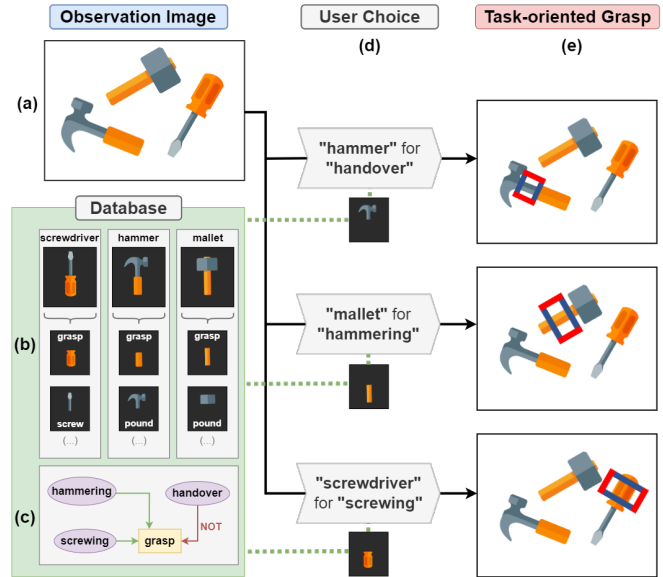 Observation Image
User Choice
Task-oriented Grasp
(d)
(e)
(a)
"hammer" for
"handover"
Database
screwdriver
hammer
mallet
(b)
grasp
grasp
grasp
screw
pound
pound
(...)
(...)
(...)
"mallet" for
"hammering"
(c)
hammering
handover
NOT
screwing
grasp
"screwdriver"
for "screwing"